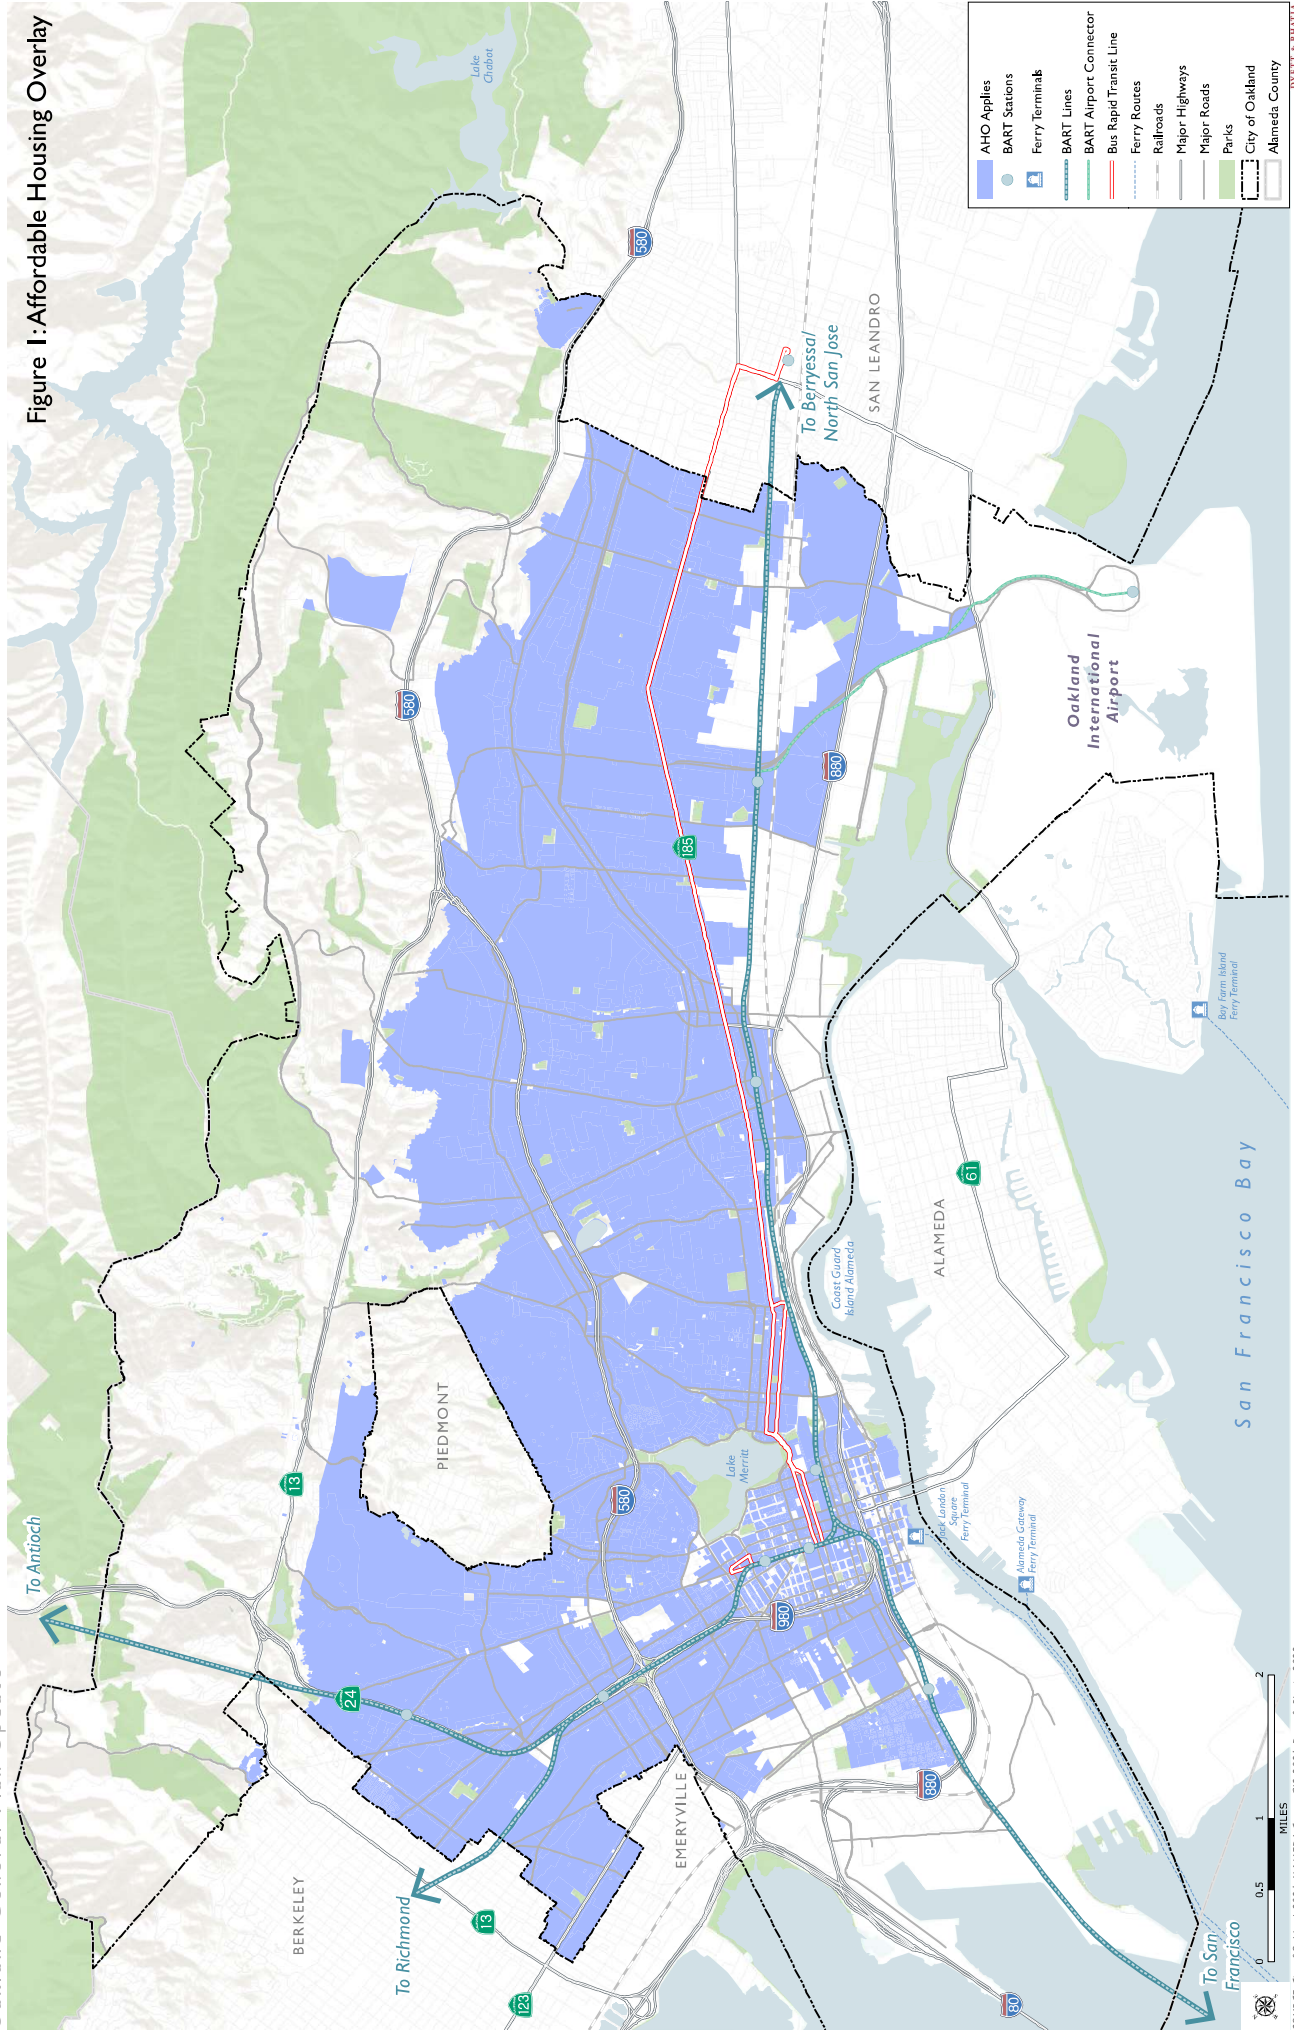 Figure 1: Affordable Housing Overlay
Lake
Chabot
AHO Applies
BART Stations
Ferry Terminals
BART Lines
BART Airport Connector
Bus Rapid Transit Line
Ferry Routes
Railroads
Major Highways
Major Roads
Parks
City of Oakland
Alameda County
580
To Berryessa/
North San Jose
SAN LEANDRO
580
Oakland
International
Airport
880
185
Bay Farm Island
Ferry Terminal
61
San Francisco Bay
ALAMEDA
Coast Guard
Island Alameda
PIEDMONT
13
Lake
Merritt
580
Jack London
Square
Ferry Terminal
Alameda Gateway
Ferry Terminal
To Antioch
980
24
880
EMERYVILLE
BERKELEY
To Richmond
13
123
80
To San
Francisco
0 0.5 1 2
MILES